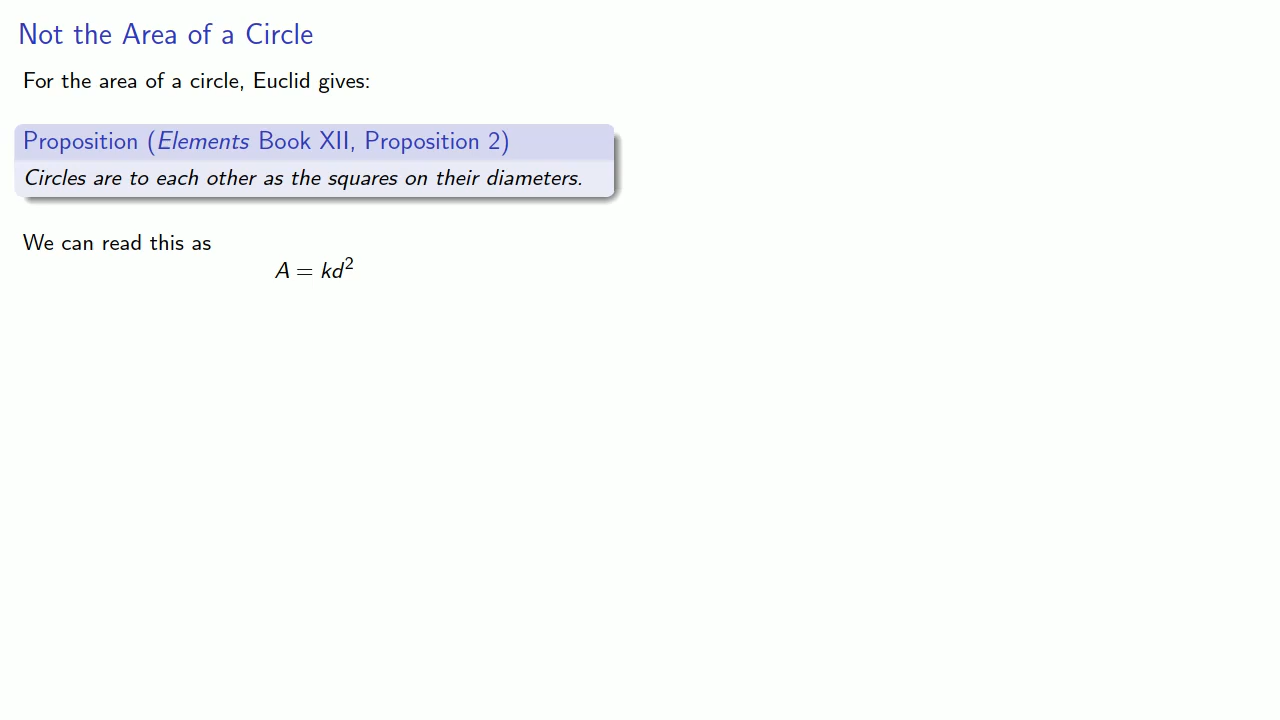 Not the Area of a Circle
For the area of a circle, Euclid gives:
Proposition (Elements Book XII, Proposition 2)
Circles are to each other as the squares on their diameters.
We can read this as
A = kd²